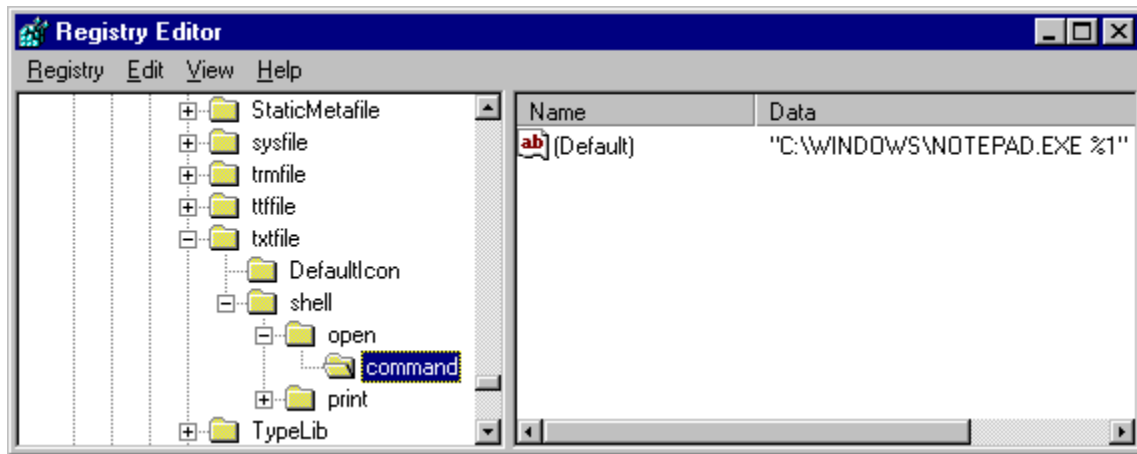 Registry Editor
Registry Edit View Help
StaticMetafile
sysfile
trmfile
ttffile
txtfile
DefaultIcon
shell
open
command
print
TypeLib
Name Data
ab (Default) "C:\WINDOWS\NOTEPAD.EXE %1"